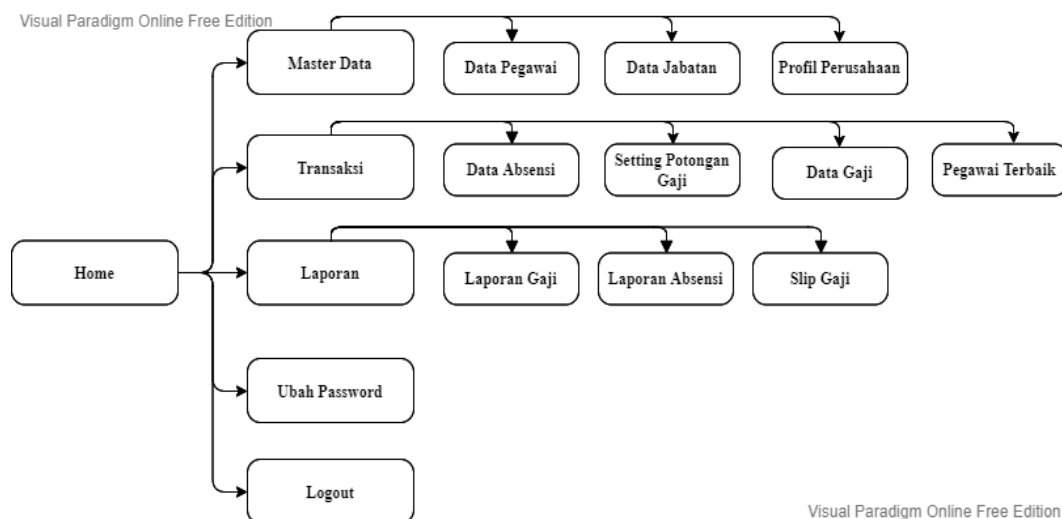 Visual Paradigm Online Free Edition
Master Data
Data Pegawai
Data Jabatan
Profil Perusahaan
Transaksi
Data Absensi
Setting Potongan
Gaji
Data Gaji
Pegawai Terbaik
Home
Laporan
Laporan Gaji
Laporan Absensi
Slip Gaji
Ubah Password
Logout
Visual Paradigm Online Free Edition